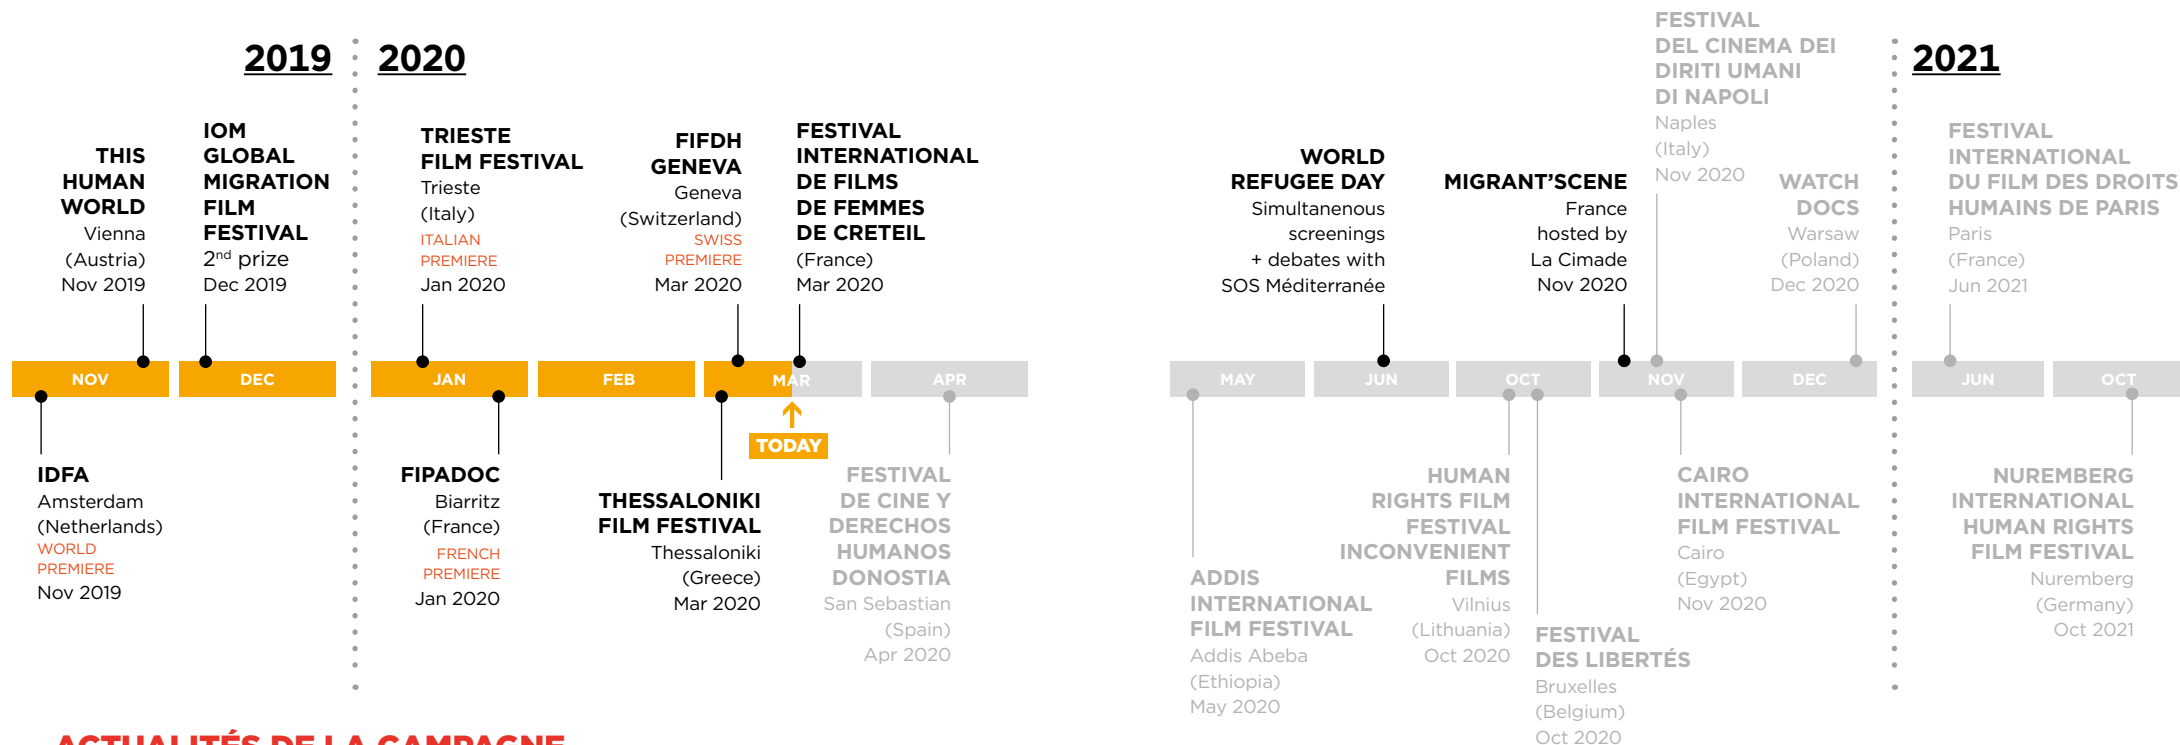 2019
2020
2021
THIS
HUMAN
WORLD
Vienna
(Austria)
Nov 2019
IOM
GLOBAL
MIGRATION
FILM
FESTIVAL
2nd prize
Dec 2019
TRIESTE
FILM FESTIVAL
Trieste
(Italy)
ITALIAN
PREMIERE
Jan 2020
FIFDH
GENEVA
Geneva
(Switzerland)
SWISS
PREMIERE
Mar 2020
FESTIVAL
INTERNATIONAL
DE FILMS
DE FEMMES
DE CRETEIL
(France)
Mar 2020
WORLD
REFUGEE DAY
Simultanenous
screenings
+ debates with
SOS Méditerranée
MIGRANT'SCENE
France
hosted by
La Cimade
Nov 2020
FESTIVAL
DEL CINEMA DEI
DIRITI UMANI
DI NAPOLI
Naples
(Italy)
Nov 2020
WATCH
DOCS
Warsaw
(Poland)
Dec 2020
FESTIVAL
INTERNATIONAL
DU FILM DES DROITS
HUMAINS DE PARIS
Paris
(France)
Jun 2021
NOV
DEC
JAN
FEB
MAR
APR
MAY
JUN
OCT
NOV
DEC
JUN
OCT
TODAY
IDFA
Amsterdam
(Netherlands)
WORLD
PREMIERE
Nov 2019
FIPADOC
Biarritz
(France)
FRENCH
PREMIERE
Jan 2020
THESSALONIKI
FILM FESTIVAL
Thessaloniki
(Greece)
Mar 2020
FESTIVAL
DE CINE Y
DERECHOS
HUMANOS
DONOSTIA
San Sebastian
(Spain)
Apr 2020
ADDIS
INTERNATIONAL
FILM FESTIVAL
Addis Abeba
(Ethiopia)
May 2020
HUMAN
RIGHTS FILM
FESTIVAL
INCONVENIENT
FILMS
Vilnius
(Lithuania)
Oct 2020
FESTIVAL
DES LIBERTÉS
Bruxelles
(Belgium)
Oct 2020
CAIRO
INTERNATIONAL
FILM FESTIVAL
Cairo
(Egypt)
Nov 2020
NUREMBERG
INTERNATIONAL
HUMAN RIGHTS
FILM FESTIVAL
Nuremberg
(Germany)
Oct 2021
ACTUALITÉS DE LA CAMPAGNE